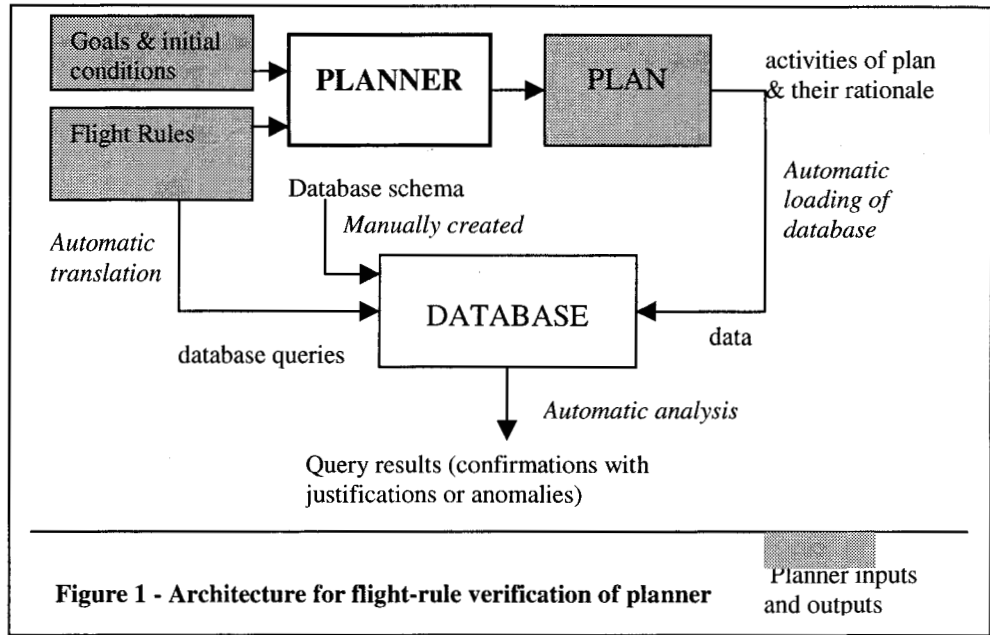 Goals & initial
conditions
PLANNER
PLAN
activities of plan
& their rationale
Flight Rules
Automatic
loading of
database
Database schema
Manually created
Automatic
translation
DATABASE
data
database queries
Automatic analysis
Query results (confirmations with
justifications or anomalies)
Figure 1 - Architecture for flight-rule verification of planner
Planner inputs
and outputs